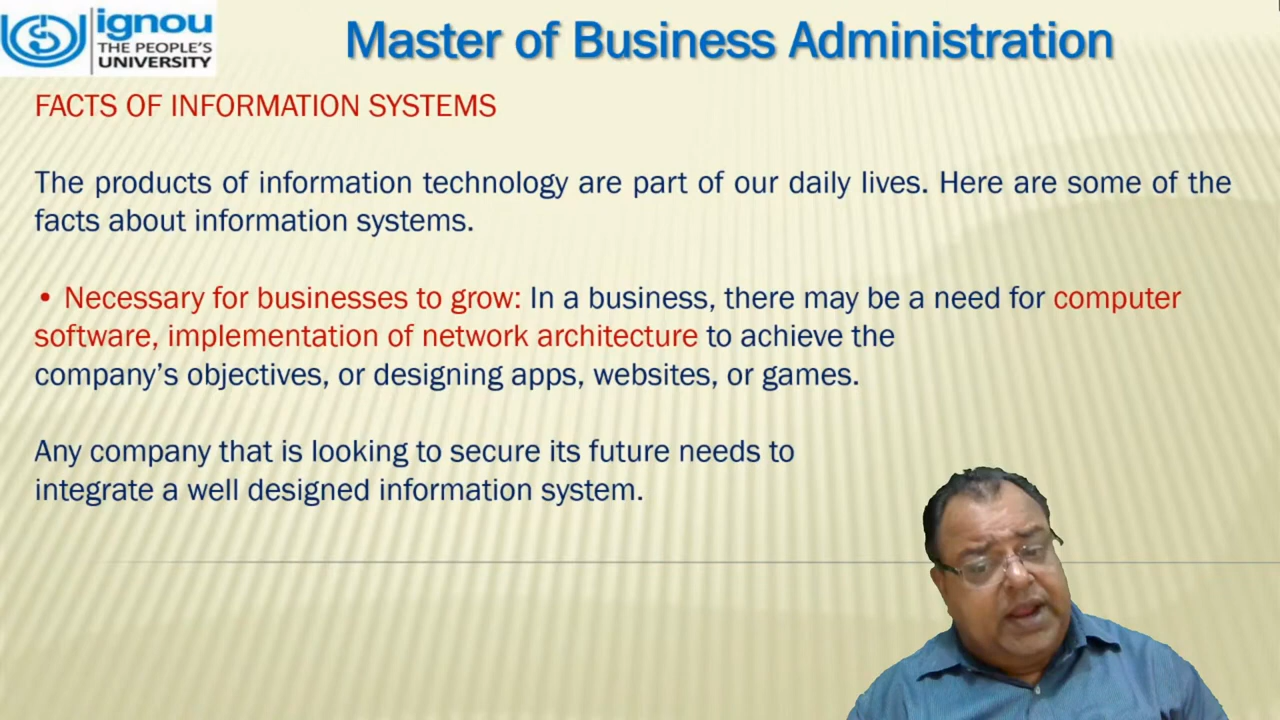 ignou
THE PEOPLE'S
UNIVERSITY
Master of Business Administration
FACTS OF INFORMATION SYSTEMS
The products of information technology are part of our daily lives. Here are some of the
facts about information systems.
• Necessary for businesses to grow: In a business, there may be a need for computer
software, implementation of network architecture to achieve the
company's objectives, or designing apps, websites, or games.
Any company that is looking to secure its future needs to
integrate a well designed information system.